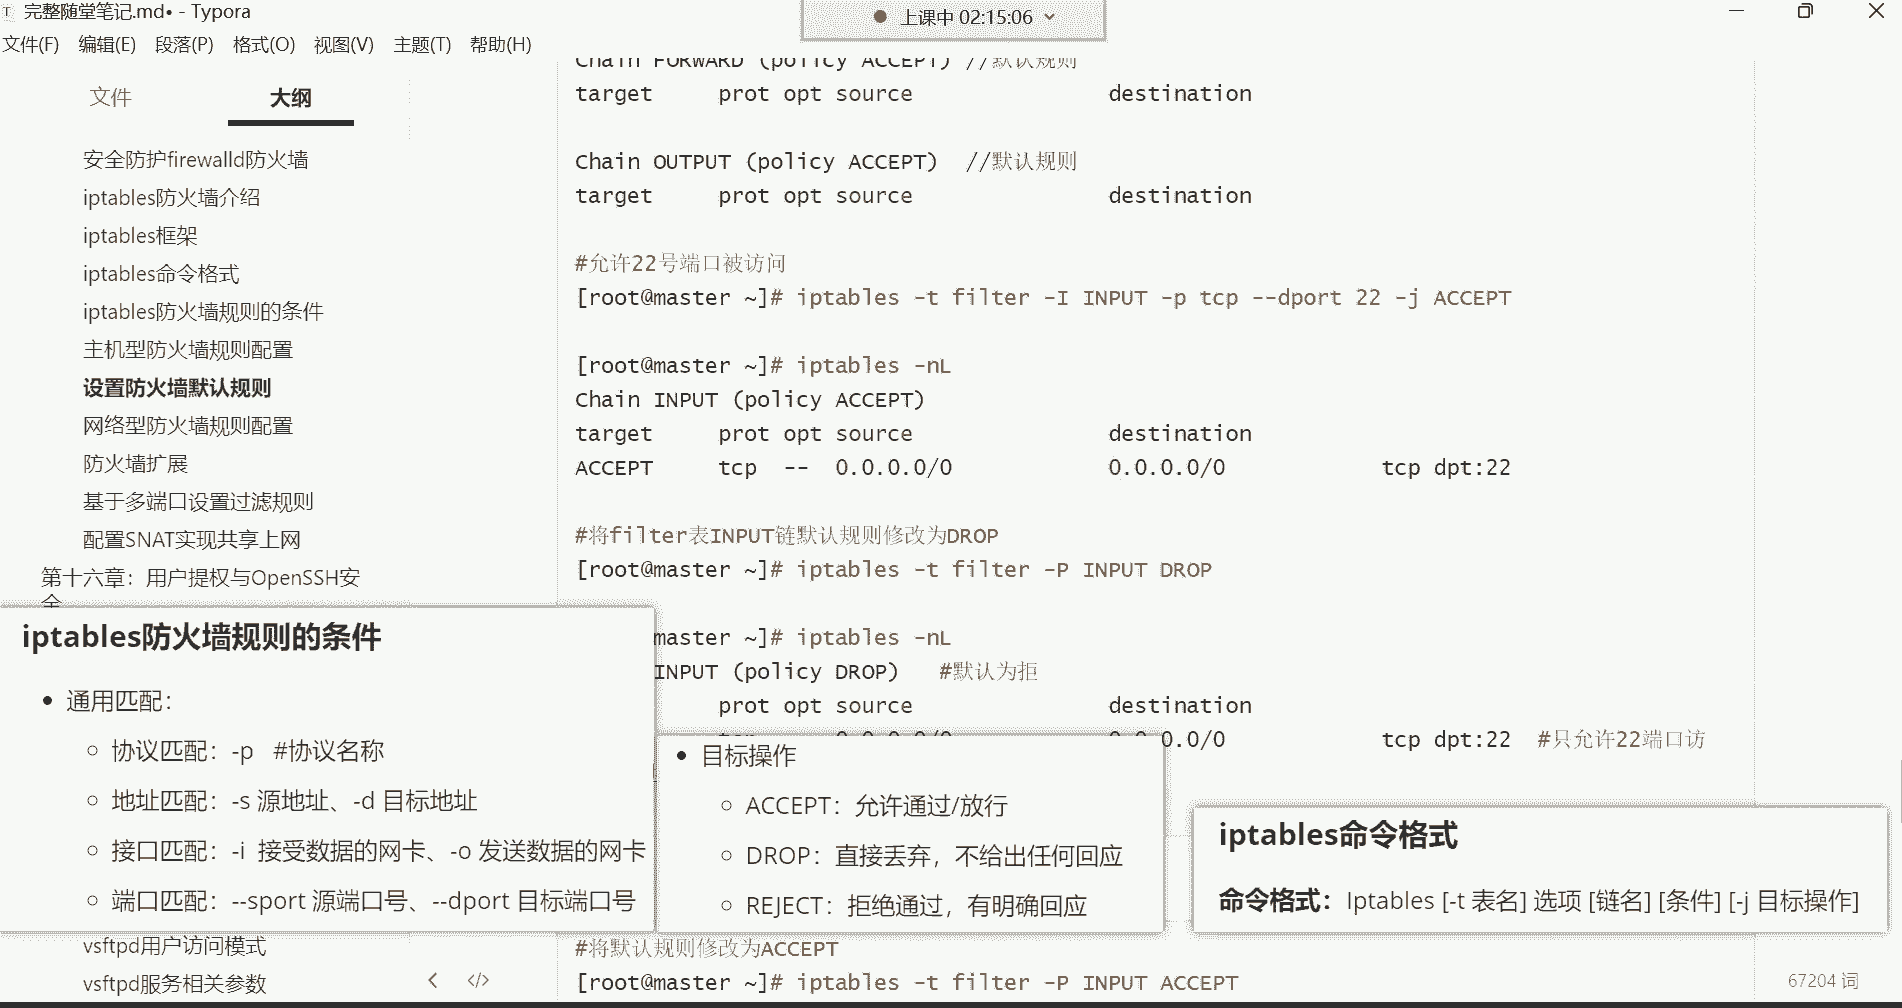 完整随堂笔记.md• - Typora
上课中 02:15:06
文件(F) 编辑(E) 段落(P) 格式(O) 视图(V) 主题(T) 帮助(H)
文件 大纲
安全防护firewalld防火墙
iptables防火墙介绍
iptables框架
iptables命令格式
iptables防火墙规则的条件
主机型防火墙规则配置
设置防火墙默认规则
网络型防火墙规则配置
防火墙扩展
基于多端口设置过滤规则
配置SNAT实现共享上网
第十六章：用户提权与OpenSSH安
全
Chain FORWARD (policy ACCEPT) //默认规则
target prot opt source destination
Chain OUTPUT (policy ACCEPT) //默认规则
target prot opt source destination
#允许22号端口被访问
[root@master ~]# iptables -t filter -I INPUT -p tcp --dport 22 -j ACCEPT
[root@master ~]# iptables -nL
Chain INPUT (policy ACCEPT)
target prot opt source destination
ACCEPT tcp -- 0.0.0.0/0 0.0.0.0/0 tcp dpt:22
#将filter表INPUT链默认规则修改为DROP
[root@master ~]# iptables -t filter -P INPUT DROP
master ~]# iptables -nL
INPUT (policy DROP) #默认为拒
prot opt source destination
0.0/0 tcp dpt:22 #只允许22端口访
iptables防火墙规则的条件
• 通用匹配：
○ 协议匹配：-p #协议名称
○ 地址匹配：-s 源地址、-d 目标地址
○ 接口匹配：-i 接受数据的网卡、-o 发送数据的网卡
○ 端口匹配：--sport 源端口号、--dport 目标端口号
• 目标操作
○ ACCEPT：允许通过/放行
○ DROP：直接丢弃，不给出任何回应
○ REJECT：拒绝通过，有明确回应
iptables命令格式
命令格式：Iptables [-t 表名] 选项 [链名] [条件] [-j 目标操作]
vsftpd用户访问模式
vsftpd服务相关参数
#将默认规则修改为ACCEPT
[root@master ~]# iptables -t filter -P INPUT ACCEPT
67204 词